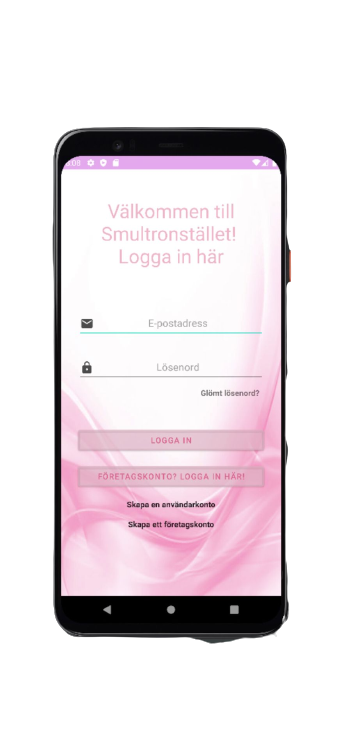 Välkommen till
Smultronstället!
Logga in här
E-postadress
Lösenord
Glömt lösenord?
LOGGA IN
FÖRETAGSKONTO? LOGGA IN HÄR!
Skapa en användarkonto
Skapa ett företagskonto